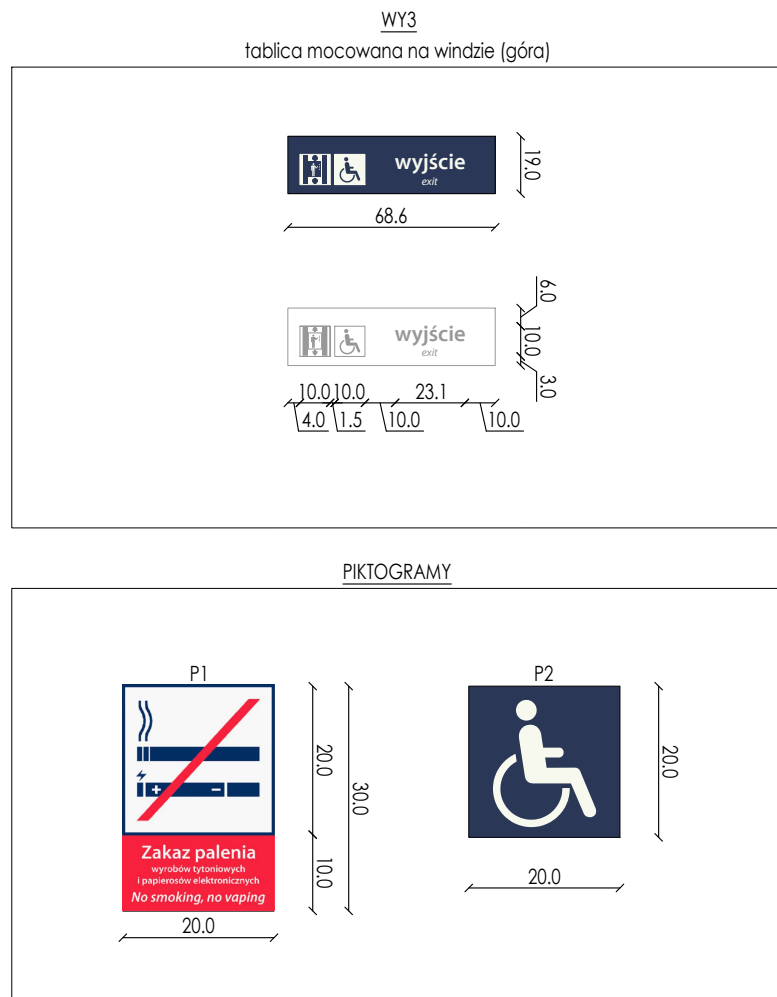 WY3
tablica mocowana na windzie (góra)
wyjście
exit
19.0
68.6
wyjście
exit
6.0
10.0
3.0
10.0 10.0 23.1
4.0 1.5 10.0 10.0
PIKTOGRAMY
P1
P2
20.0
30.0
10.0
20.0
Zakaz palenia
wyrobów tytoniowych
i papierosów elektronicznych
No smoking, no vaping
20.0
20.0